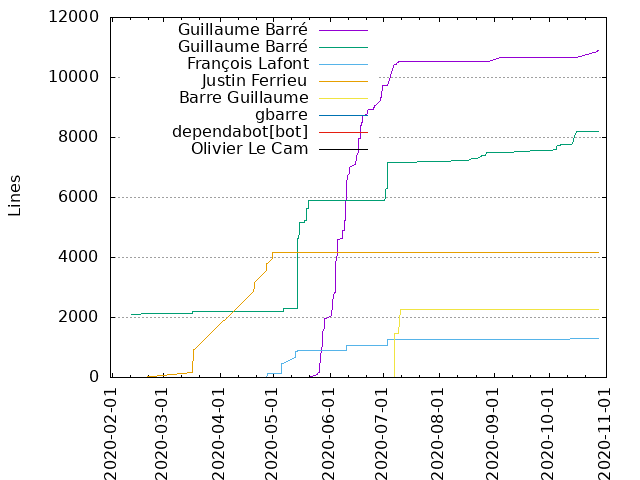 Guillaume Barré
Guillaume Barré
François Lafont
Justin Ferrieu
Barre Guillaume
gbarre
dependabot[bot]
Olivier Le Cam
12000
10000
8000
6000
4000
2000
0
Lines
2020-02-01
2020-03-01
2020-04-01
2020-05-01
2020-06-01
2020-07-01
2020-08-01
2020-09-01
2020-10-01
2020-11-01